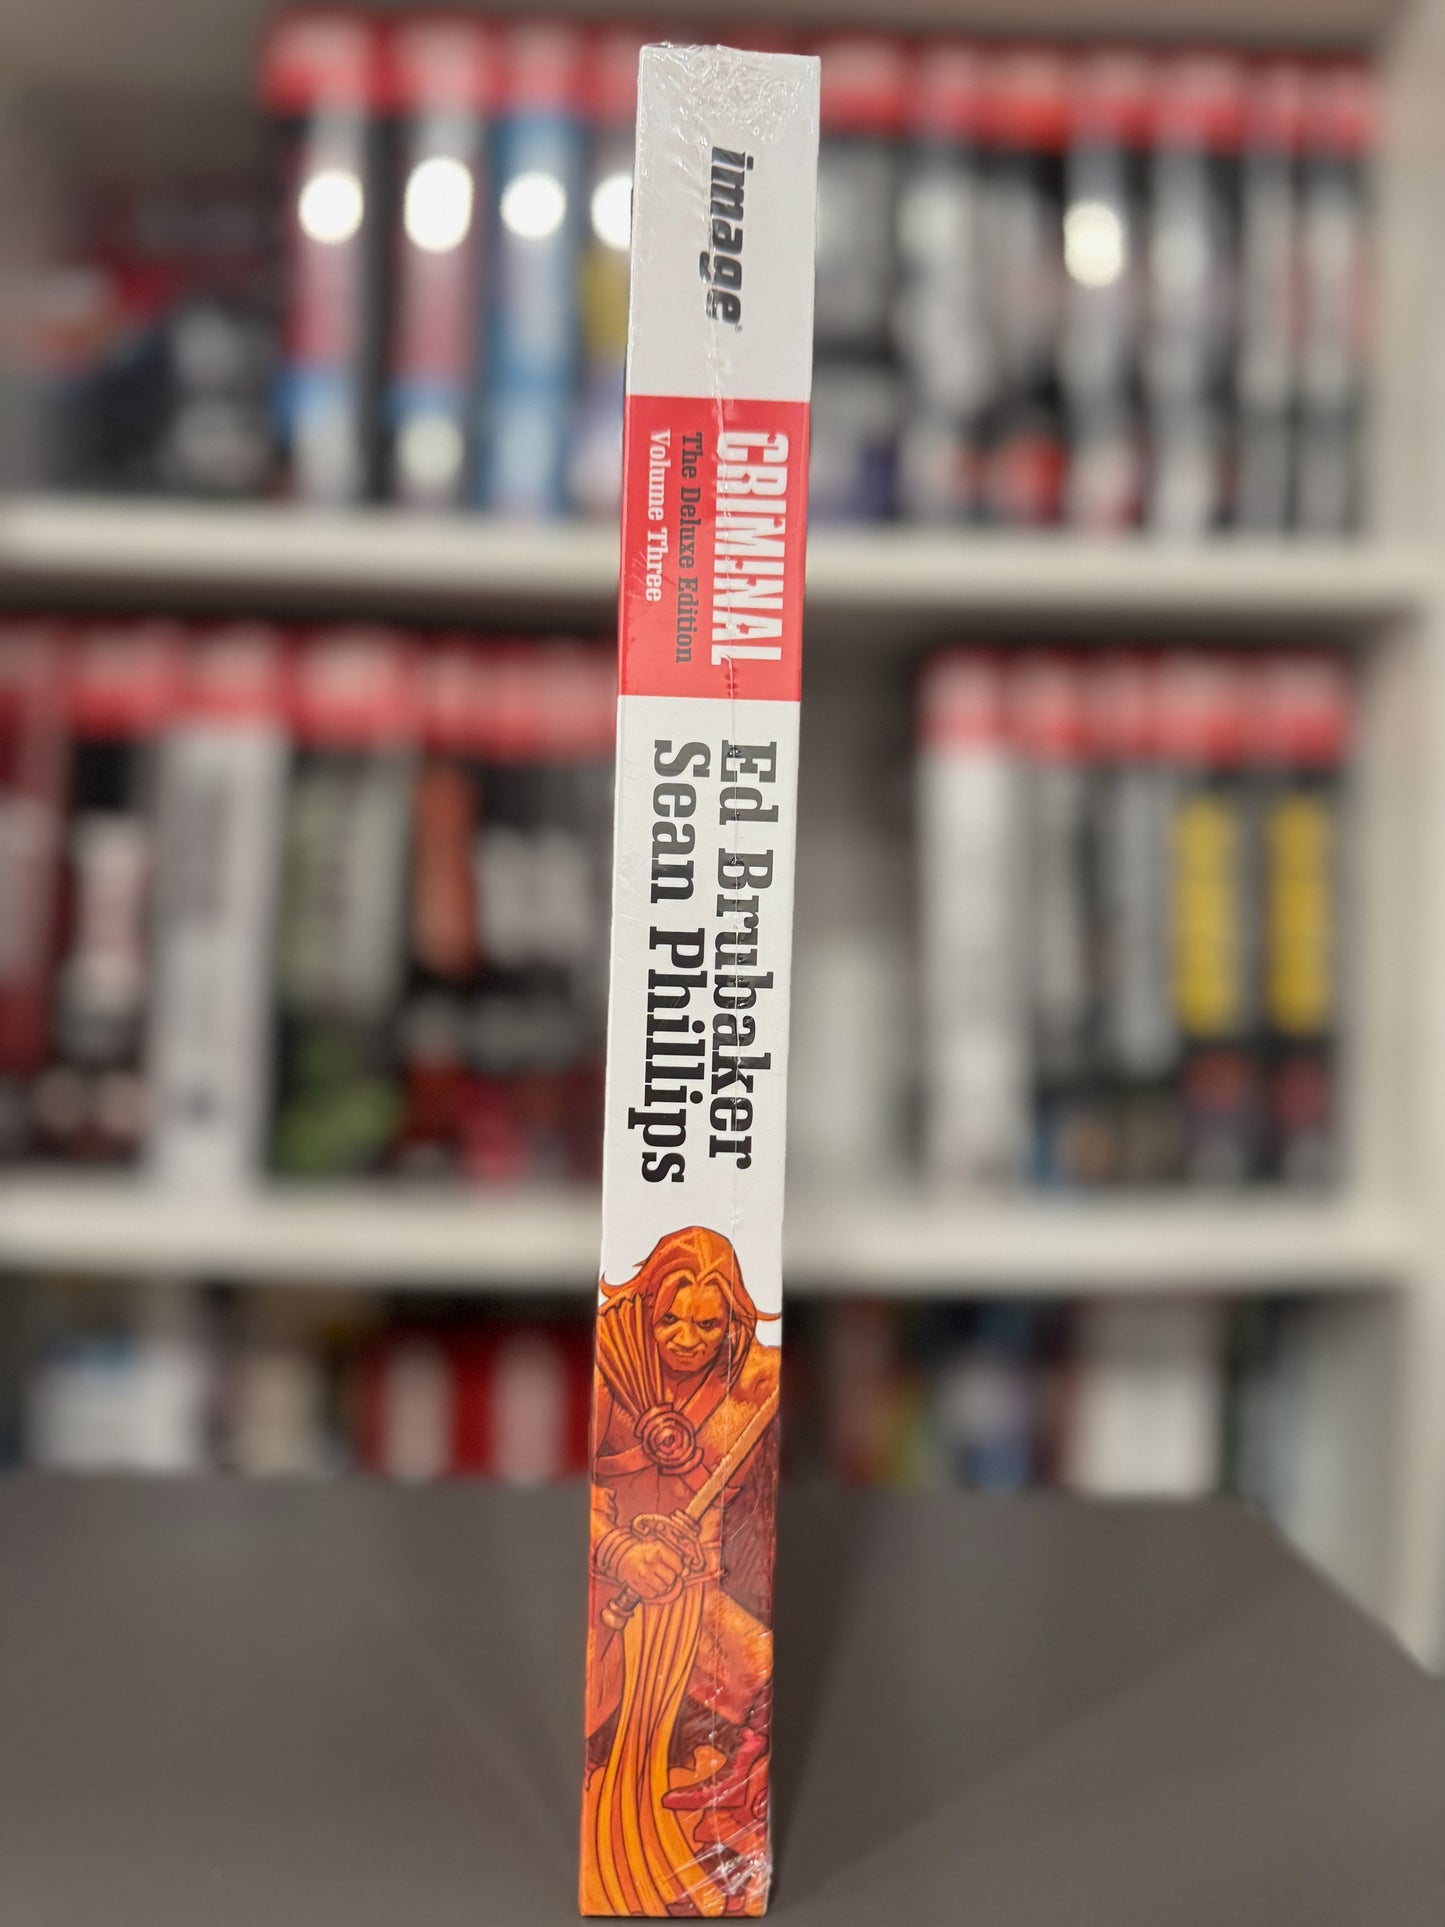 image®
CRIMINAL
The Deluxe Edition
Volume Three
Ed Brubaker
Sean Phillips